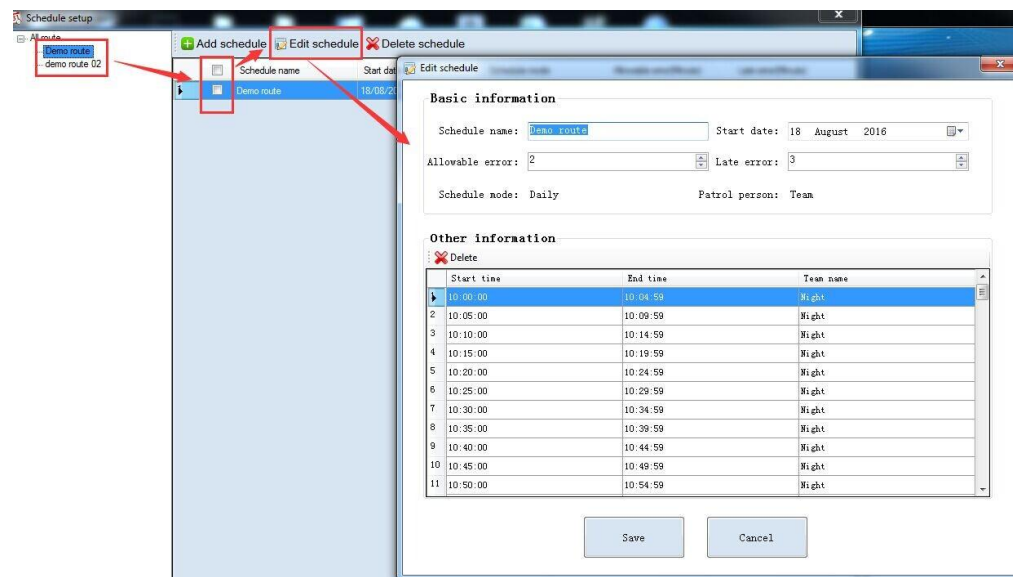 Schedule setup
All route
Demo route
demo route 02
Add schedule Edit schedule Delete schedule
Schedule name Start dat
Demo route 18/08/20
Edit schedule
Basic information
Schedule name: Demo route Start date: 18 August 2016
Allowable error: 2 Late error: 3
Schedule mode: Daily Patrol person: Team
Other information
Delete
Start time End time Team name
10:00:00 10:04:59 Night
2 10:05:00 10:09:59 Night
3 10:10:00 10:14:59 Night
4 10:15:00 10:19:59 Night
5 10:20:00 10:24:59 Night
6 10:25:00 10:29:59 Night
7 10:30:00 10:34:59 Night
8 10:35:00 10:39:59 Night
9 10:40:00 10:44:59 Night
10 10:45:00 10:49:59 Night
11 10:50:00 10:54:59 Night
Save Cancel